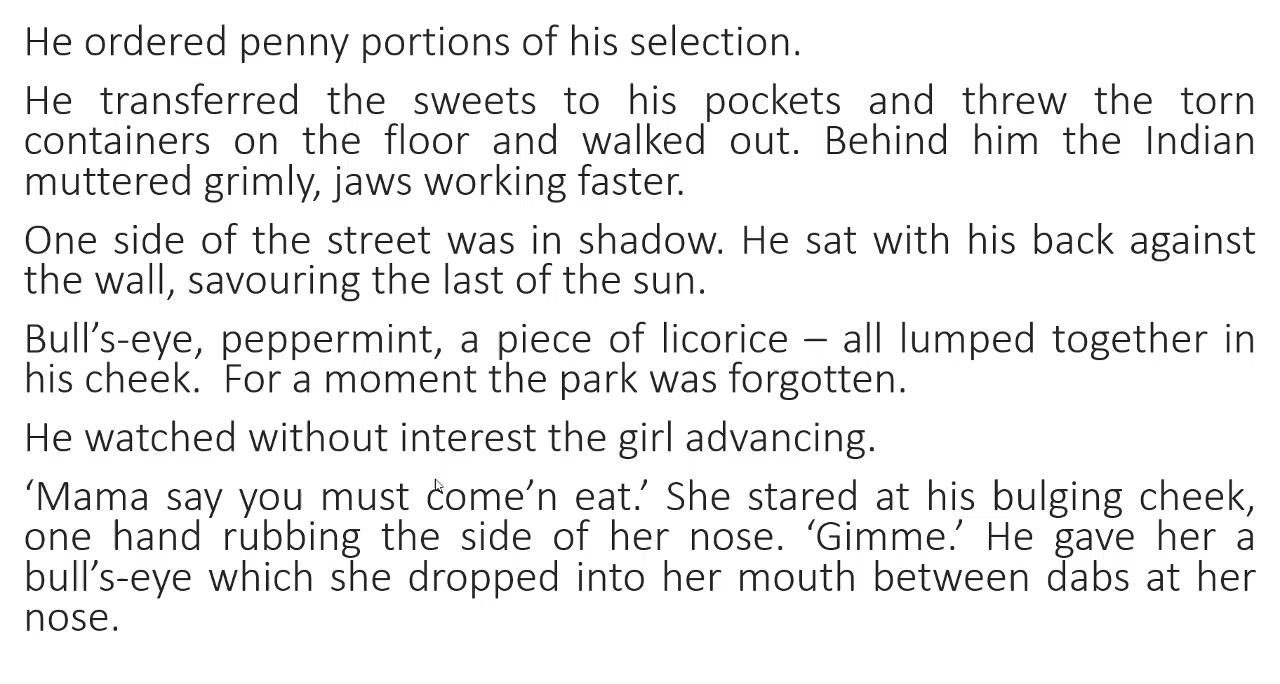 He ordered penny portions of his selection.
He transferred the sweets to his pockets and threw the torn
containers on the floor and walked out. Behind him the Indian
muttered grimly, jaws working faster.
One side of the street was in shadow. He sat with his back against
the wall, savouring the last of the sun.
Bull’s-eye, peppermint, a piece of licorice – all lumped together in
his cheek.  For a moment the park was forgotten.
He watched without interest the girl advancing.
‘Mama say you must come’n eat.’ She stared at his bulging cheek,
one hand rubbing the side of her nose. ‘Gimme.’ He gave her a
bull’s-eye which she dropped into her mouth between dabs at her
nose.